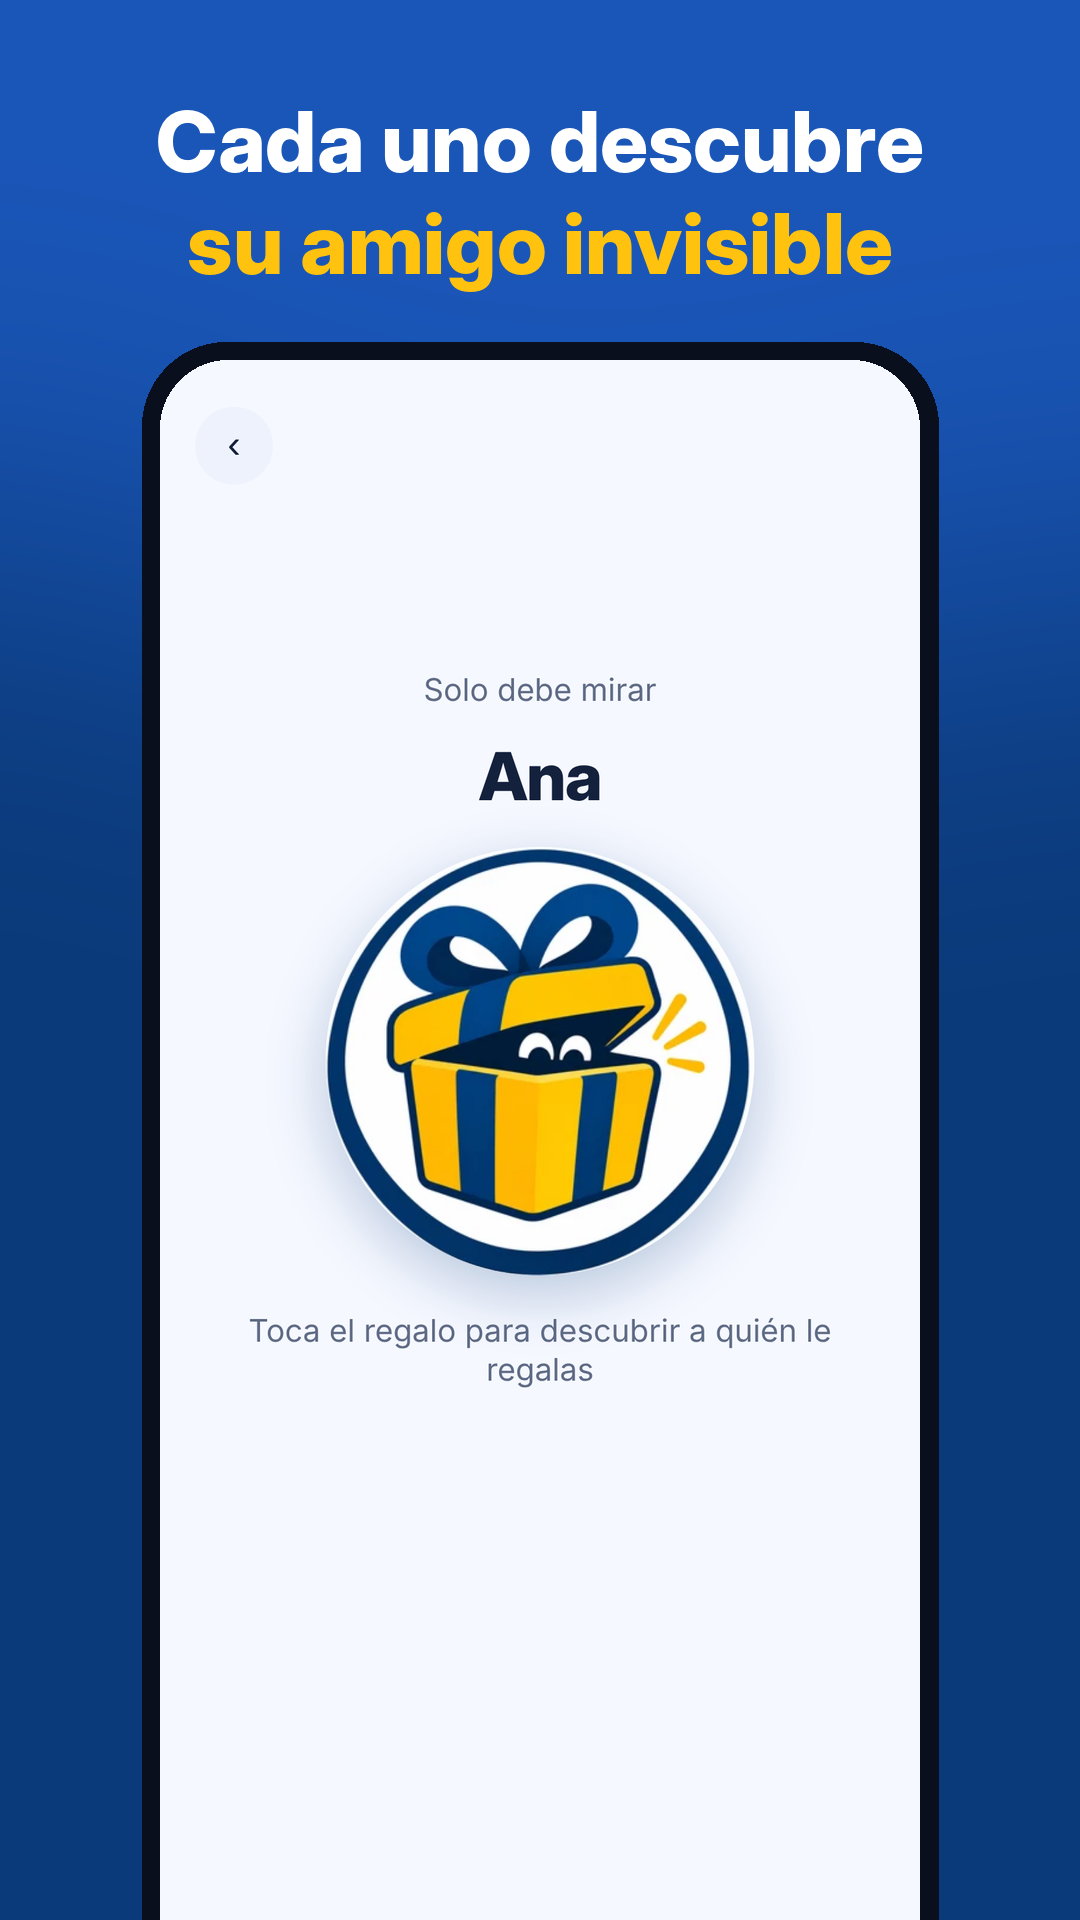 Cada uno descubre
su amigo invisible
‹
Solo debe mirar
Ana
Toca el regalo para descubrir a quién le
regalas